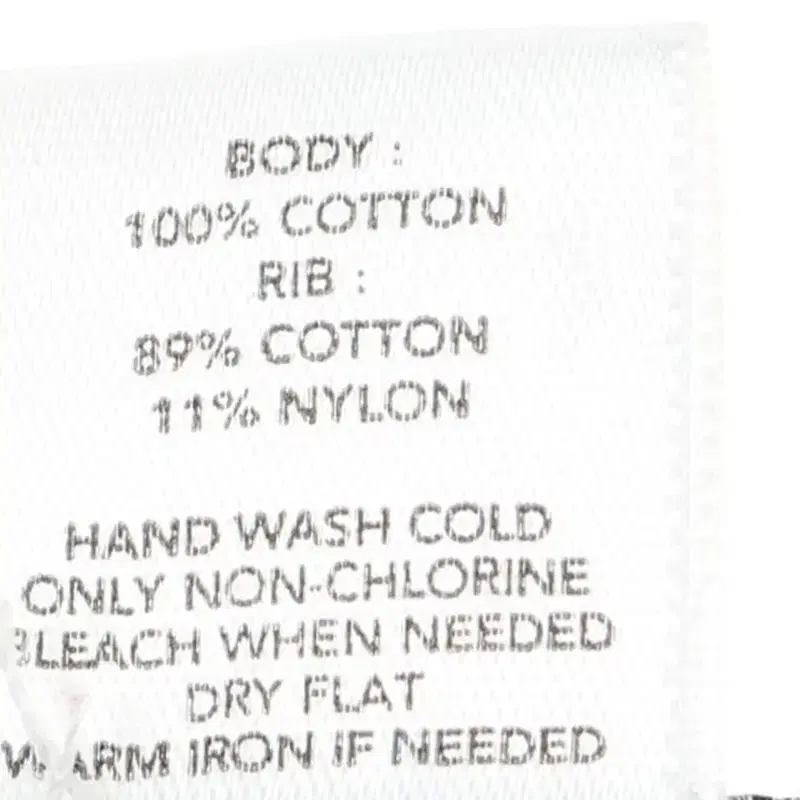 BODY :
100% COTTON
RIB :
89% COTTON
11% NYLON
HAND WASH COLD
ONLY NON-CHLORINE
BLEACH WHEN NEEDED
DRY FLAT
WARM IRON IF NEEDED